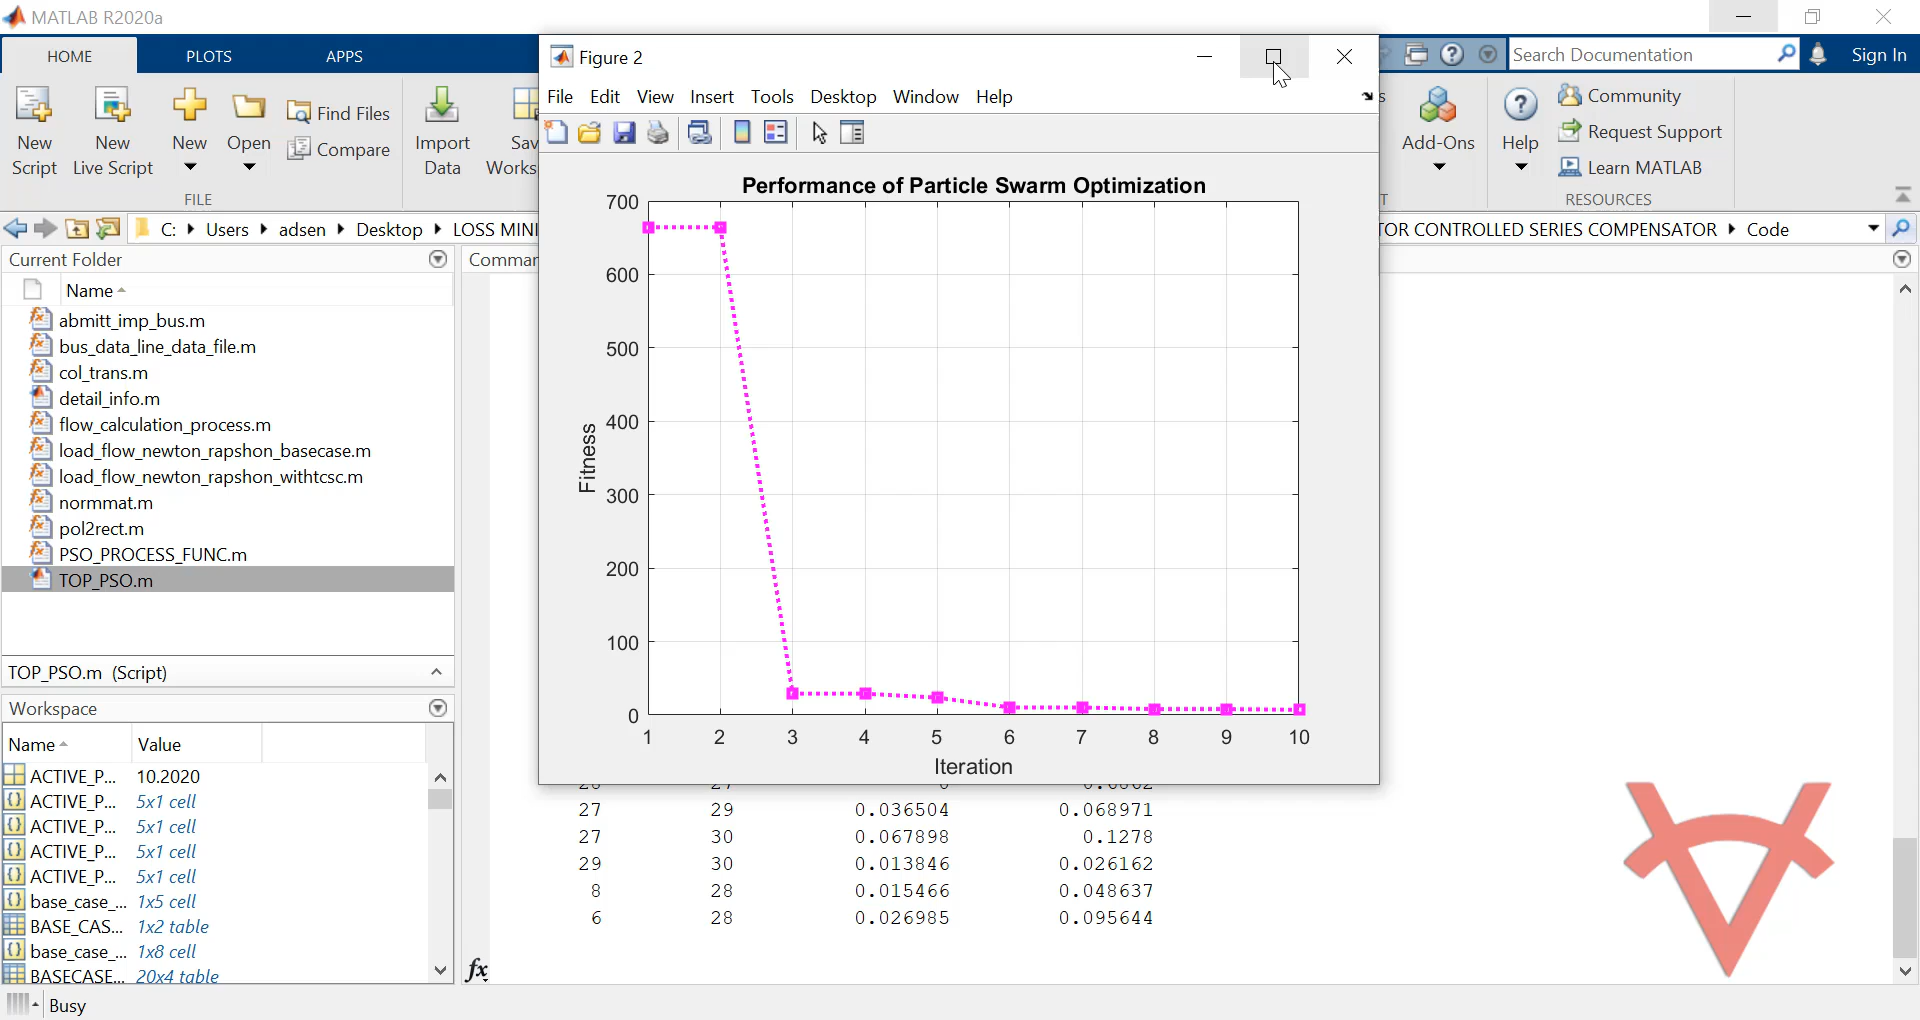 MATLAB R2020a
HOME
PLOTS
APPS
Search Documentation
Sign In
New Script
New Live Script
New
Open
Find Files
Compare
FILE
Import Data
Add-Ons
Help
Community
Request Support
Learn MATLAB
RESOURCES
C: Users adsen Desktop LOSS MINI
TOR CONTROLLED SERIES COMPENSATOR Code
Current Folder
Name
abmitt_imp_bus.m
bus_data_line_data_file.m
col_trans.m
detail_info.m
flow_calculation_process.m
load_flow_newton_rapshon_basecase.m
load_flow_newton_rapshon_withtcsc.m
normmat.m
pol2rect.m
PSO_PROCESS_FUNC.m
TOP_PSO.m
TOP_PSO.m (Script)
Workspace
Name Value
ACTIVE_P... 10.2020
ACTIVE_P... 5x1 cell
ACTIVE_P... 5x1 cell
ACTIVE_P... 5x1 cell
ACTIVE_P... 5x1 cell
base_case_... 1x5 cell
BASE_CAS... 1x2 table
base_case_... 1x8 cell
BASECASE... 20x4 table
Busy
Figure 2
File Edit View Insert Tools Desktop Window Help
Performance of Particle Swarm Optimization
700
600
500
400
300
200
100
0
Fitness
1 2 3 4 5 6 7 8 9 10
Iteration
27 29 0.036504 0.068971
27 30 0.067898 0.1278
29 30 0.013846 0.026162
8 28 0.015466 0.048637
6 28 0.026985 0.095644
fx